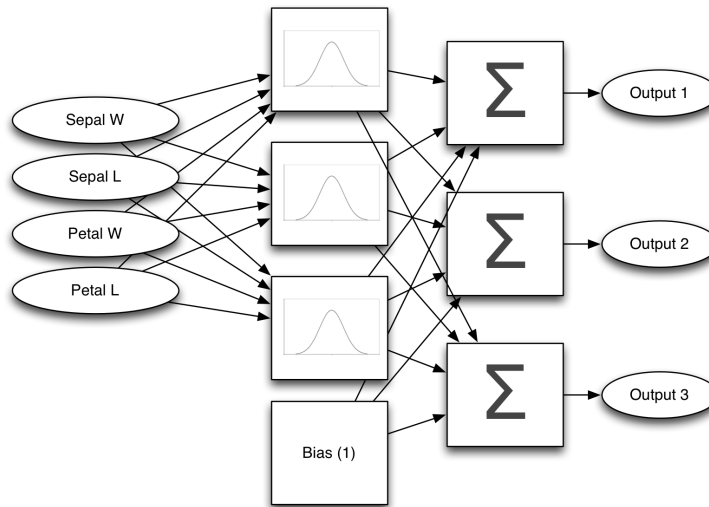 Sepal W
Sepal L
Petal W
Petal L
Bias (1)
Σ
Σ
Σ
Output 1
Output 2
Output 3